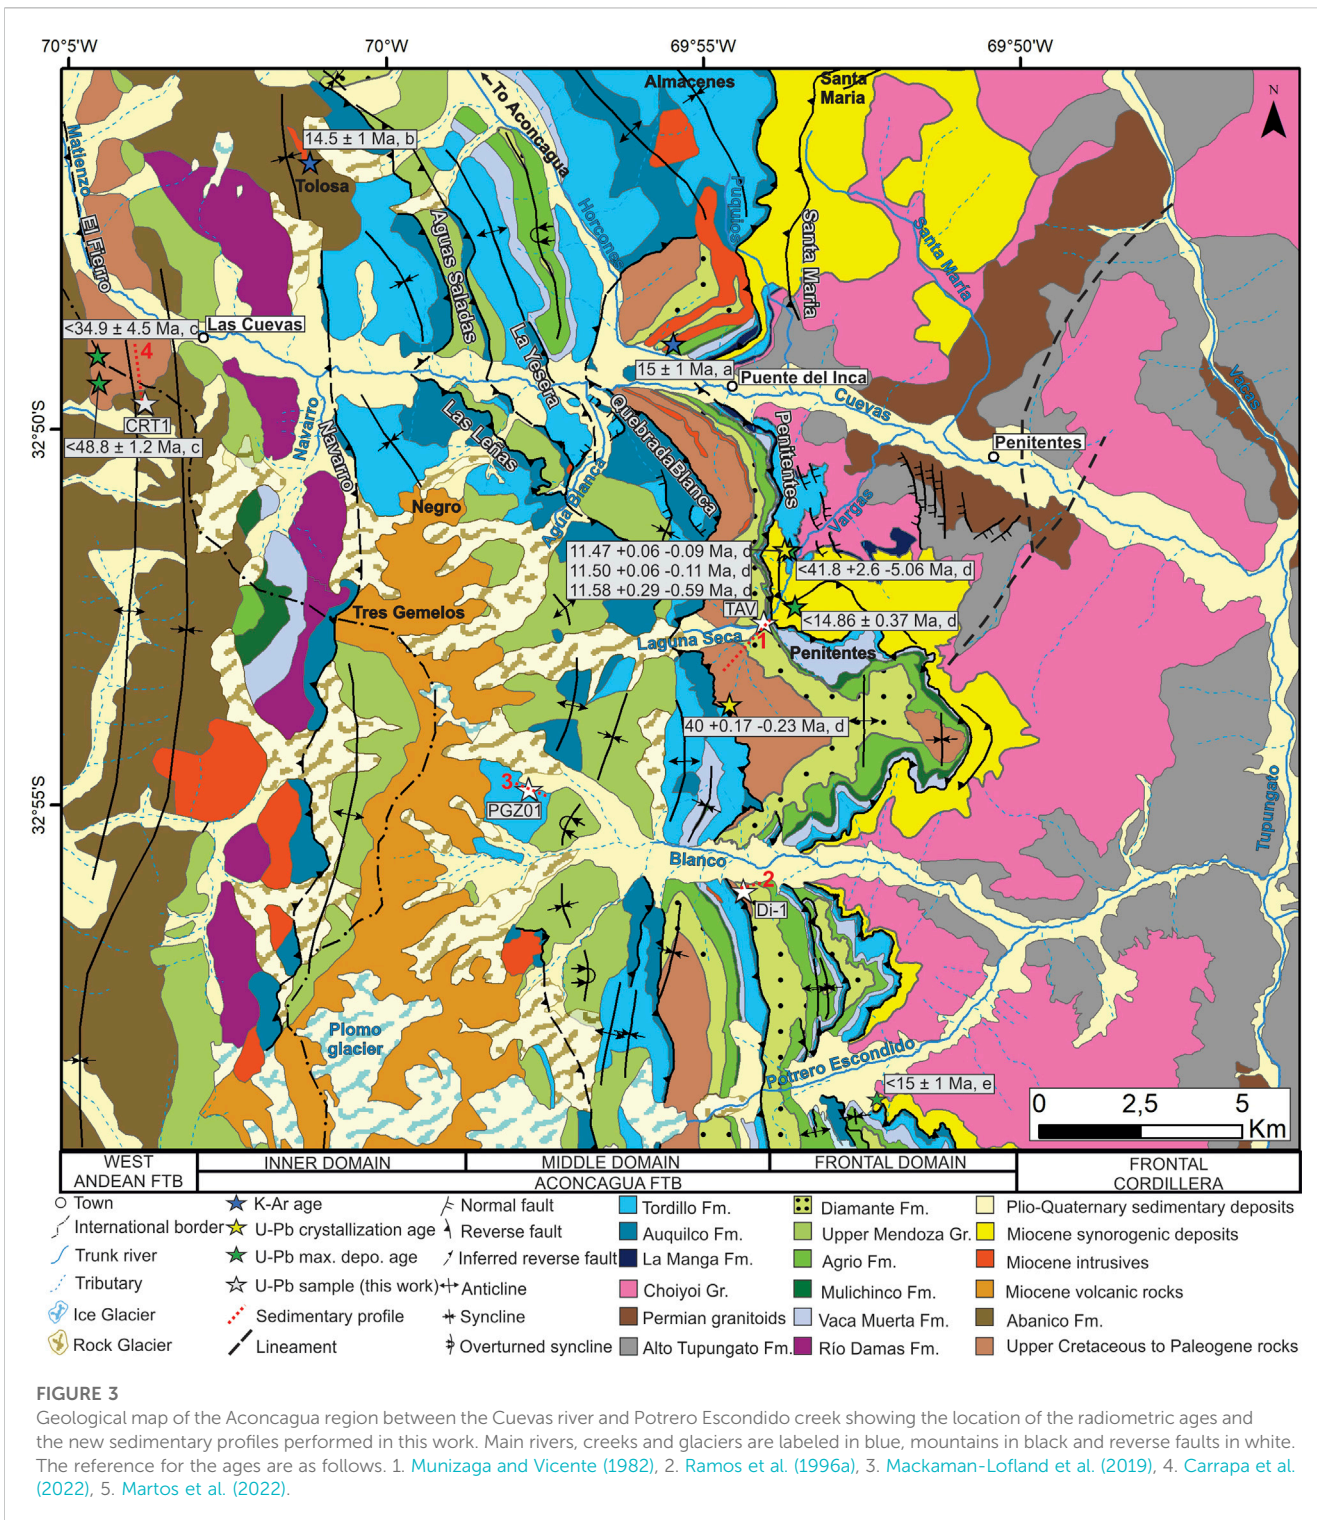 70°5'W
70°W
69°55'W
69°50'W
32°50'S
32°55'S
N
Almacenes
Santa
Maria
To Aconcagua
14.5 ± 1 Ma, b
Tolosa
Matienzo
El Fierro
Aguas Saladas
Horcones
Santa Maria
Santa María
<34.9 ± 4.5 Ma, c
Las Cuevas
4
La Yesera
15 ± 1 Ma, a
Puente del Inca
Cuevas
Vacas
CRT1
<48.8 ± 1.2 Ma, c
Navarro
Navarro
Las Leñas
Quebrada Blanca
Penitentes
Penitentes
Negro
Agua Blanca
Vargas
11.47 +0.06 -0.09 Ma, d
11.50 +0.06 -0.11 Ma, d
11.58 +0.29 -0.59 Ma, d
<41.8 +2.6 -5.06 Ma, d
TAV
<14.86 ± 0.37 Ma, d
Tres Gemelos
Laguna Seca
1
Penitentes
40 +0.17 -0.23 Ma, d
3
PGZ01
Tupungato
Blanco
2
Di-1
Plomo
glacier
Potrero Escondido
<15 ± 1 Ma, e
0 2,5 5
Km
WEST
ANDEAN FTB
INNER DOMAIN
MIDDLE DOMAIN
FRONTAL DOMAIN
ACONCAGUA FTB
FRONTAL
CORDILLERA
Town
International border
Trunk river
Tributary
Ice Glacier
Rock Glacier
K-Ar age
U-Pb crystallization age
U-Pb max. depo. age
U-Pb sample (this work)
Sedimentary profile
Lineament
Normal fault
Reverse fault
Inferred reverse fault
Anticline
Syncline
Overturned syncline
Tordillo Fm.
Auquilco Fm.
La Manga Fm.
Choiyoi Gr.
Permian granitoids
Alto Tupungato Fm.
Diamante Fm.
Upper Mendoza Gr.
Agrio Fm.
Mulichinco Fm.
Vaca Muerta Fm.
Río Damas Fm.
Plio-Quaternary sedimentary deposits
Miocene synorogenic deposits
Miocene intrusives
Miocene volcanic rocks
Abanico Fm.
Upper Cretaceous to Paleogene rocks
FIGURE 3
Geological map of the Aconcagua region between the Cuevas river and Potrero Escondido creek showing the location of the radiometric ages and
the new sedimentary profiles performed in this work. Main rivers, creeks and glaciers are labeled in blue, mountains in black and reverse faults in white.
The reference for the ages are as follows. 1. Munizaga and Vicente (1982), 2. Ramos et al. (1996a), 3. Mackaman-Lofland et al. (2019), 4. Carrapa et al.
(2022), 5. Martos et al. (2022).